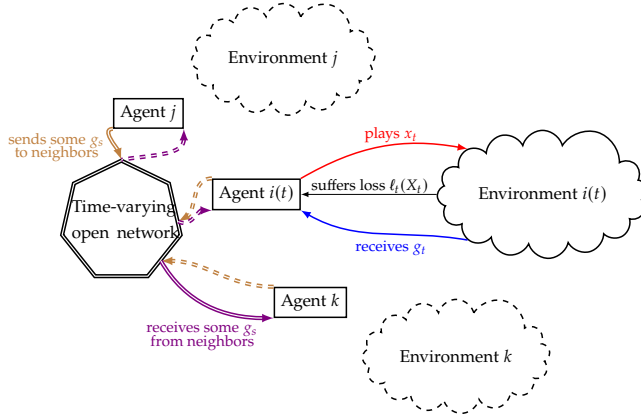 Environment j
Agent j
sends some g_s
to neighbors
plays x_t
Time-varying
open network
Agent i(t)
suffers loss ℓ_t(X_t)
Environment i(t)
receives g_t
Agent k
receives some g_s
from neighbors
Environment k